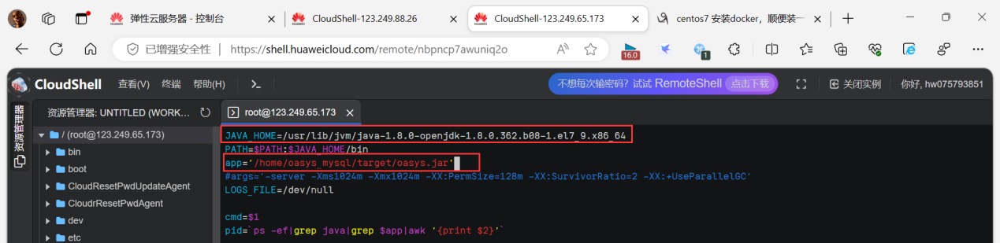 弹性云服务器 - 控制台
CloudShell-123.249.88.26
CloudShell-123.249.65.173
centos7 安装docker，顺便装一
已增强安全性
https://shell.huaweicloud.com/remote/nbpncp7awuniq2o
16.0
1
CloudShell
查看(V)
终端
帮助(H)
不想每次输密码？试试 RemoteShell 点击下载
关闭实例
你好, hw075793851
资源管理器
资源管理器: UNTITLED (WORK...
root@123.249.65.173
/ (root@123.249.65.173)
bin
boot
CloudResetPwdUpdateAgent
CloudrResetPwdAgent
dev
etc
JAVA_HOME=/usr/lib/jvm/java-1.8.0-openjdk-1.8.0.362.b08-1.el7_9.x86_64
PATH=$PATH:$JAVA_HOME/bin
app='/home/oasys_mysql/target/oasys.jar'
#args='-server -Xms1024m -Xmx1024m -XX:PermSize=128m -XX:SurvivorRatio=2 -XX:+UseParallelGC'
LOGS_FILE=/dev/null
cmd=$1
pid=`ps -ef|grep java|grep $app|awk '{print $2}'`